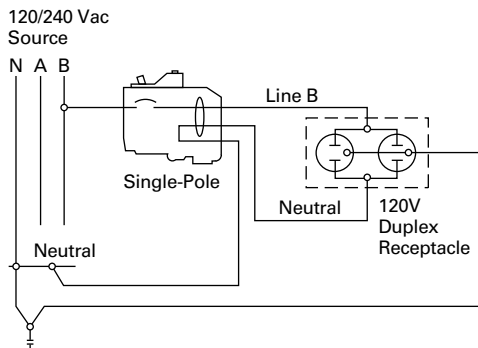 120/240 Vac
Source
N A B
Line B
Single-Pole
Neutral
120V
Duplex
Receptacle
Neutral